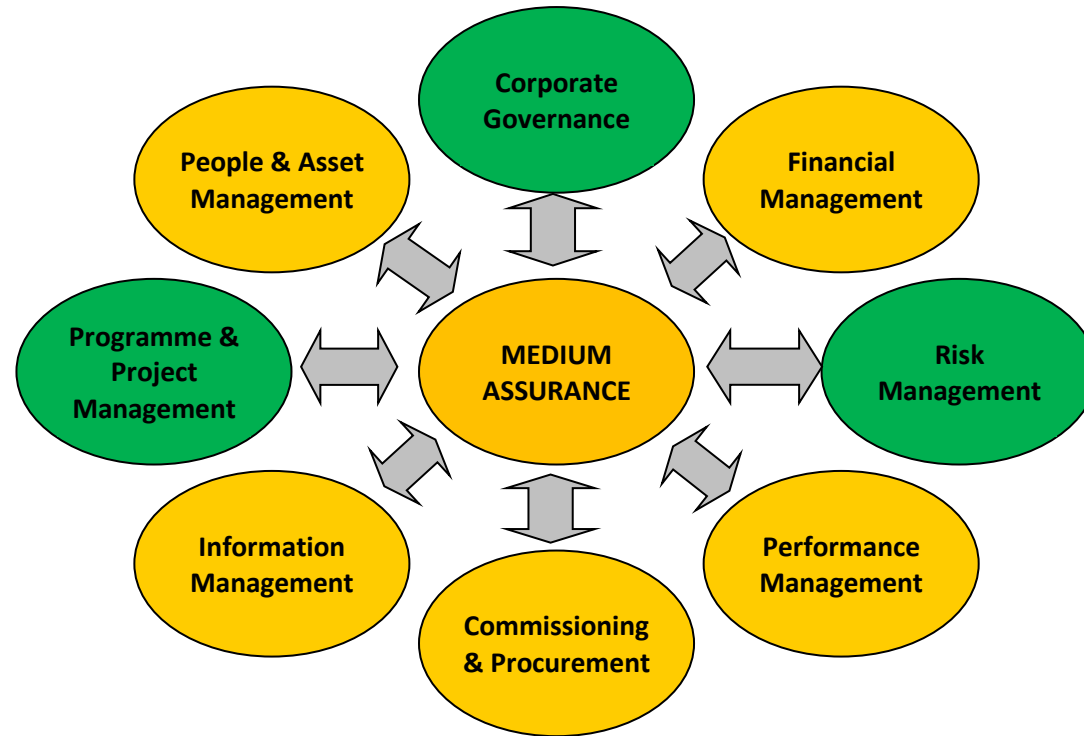 Corporate
Governance
People & Asset
Management
Financial
Management
Programme &
Project
Management
MEDIUM
ASSURANCE
Risk
Management
Information
Management
Performance
Management
Commissioning
& Procurement